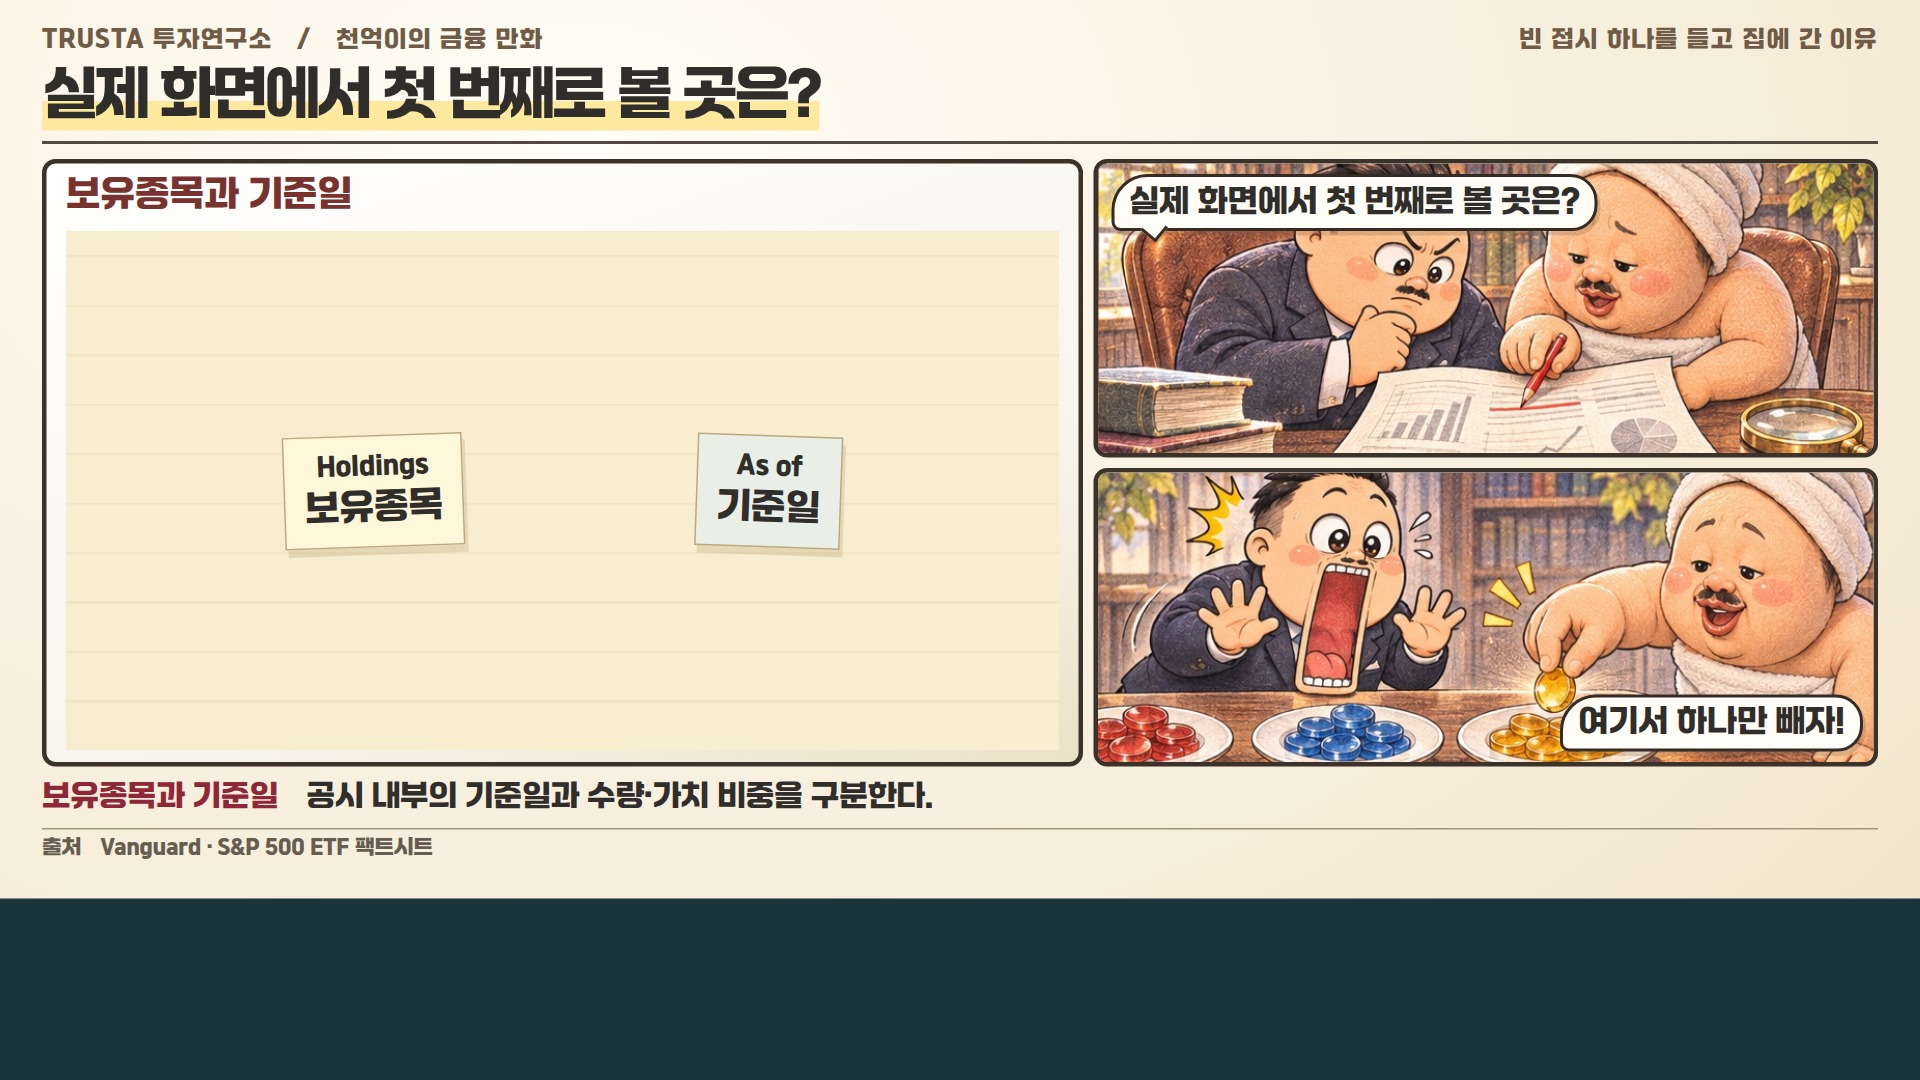 TRUSTA 투자연구소 / 천억이의 금융 만화
빈 접시 하나를 들고 집에 간 이유
실제 화면에서 첫 번째로 볼 곳은?
보유종목과 기준일
Holdings
보유종목
As of
기준일
실제 화면에서 첫 번째로 볼 곳은?
여기서 하나만 빼자!
보유종목과 기준일 공시 내부의 기준일과 수량·가치 비중을 구분한다.
출처 Vanguard · S&P 500 ETF 팩트시트